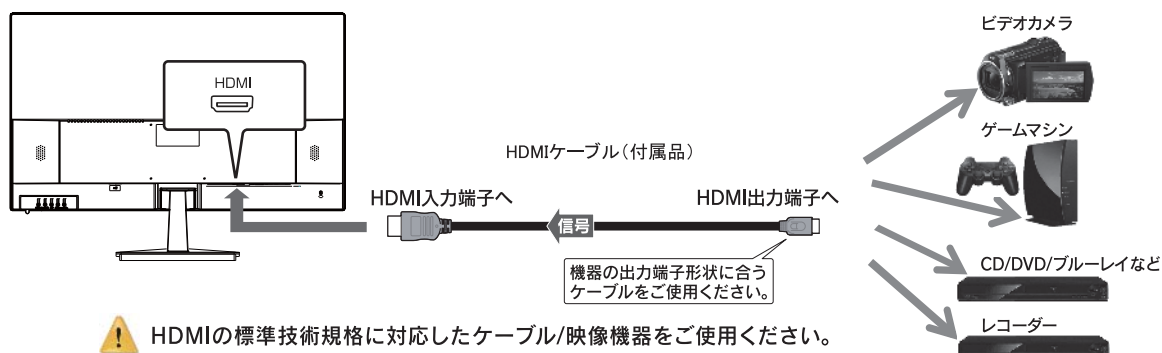 ビデオカメラ
HDMI
ゲームマシン
HDMIケーブル（付属品）
HDMI入力端子へ
HDMI出力端子へ
信号
機器の出力端子形状に合う
ケーブルをご使用ください。
CD/DVD/ブルーレイなど
レコーダー
HDMIの標準技術規格に対応したケーブル/映像機器をご使用ください。